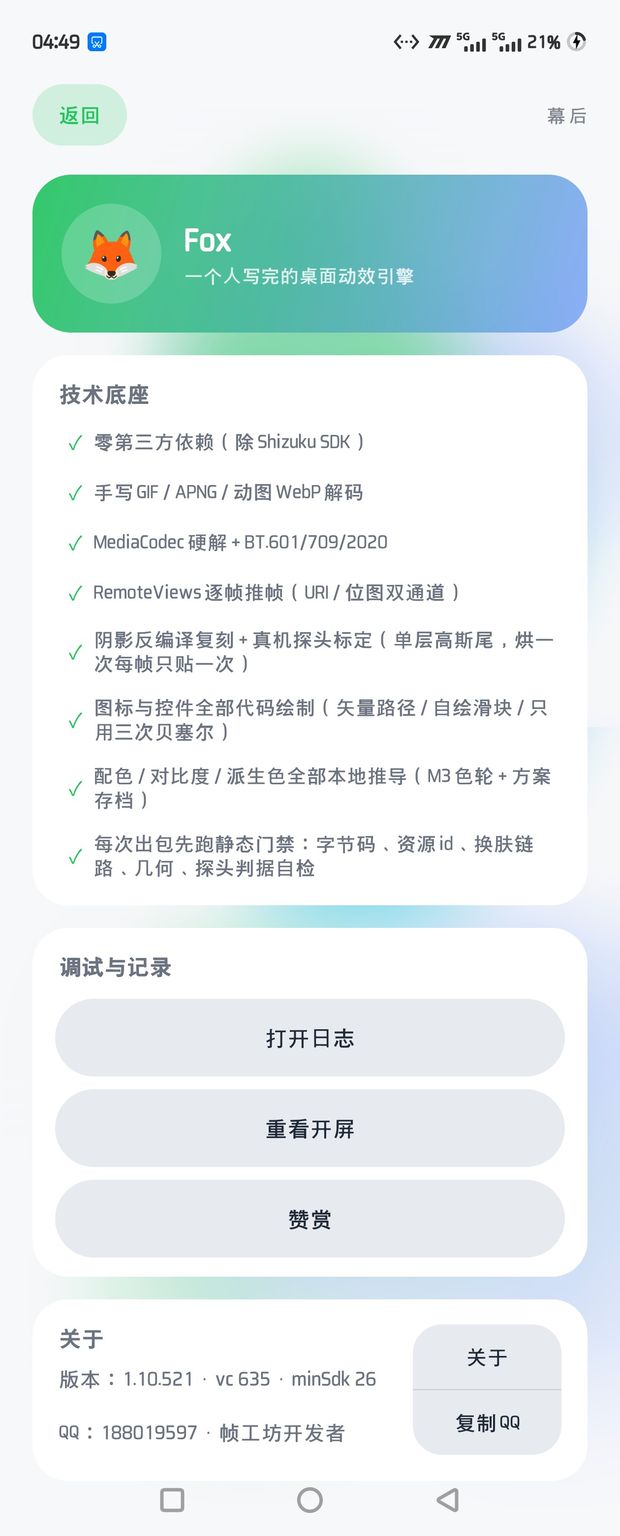 04:49
5G 5G 21%
返回
幕后
Fox
一个人写完的桌面动效引擎
技术底座
✓ 零第三方依赖（除 Shizuku SDK ）
✓ 手写 GIF / APNG / 动图 WebP 解码
✓ MediaCodec 硬解 + BT.601/709/2020
✓ RemoteViews 逐帧推帧（ URI / 位图双通道 ）
✓ 阴影反编译复刻 + 真机探头标定（ 单层高斯尾，烘一
次每帧只贴一次 ）
✓ 图标与控件全部代码绘制（ 矢量路径 / 自绘滑块 / 只
用三次贝塞尔 ）
✓ 配色 / 对比度 / 派生色全部本地推导（ M3 色轮 + 方案
存档 ）
✓ 每次出包先跑静态门禁：字节码、资源 id、换肤链
路、几何、探头判据自检
调试与记录
打开日志
重看开屏
赞赏
关于
版本：1.10.521 · vc 635 · minSdk 26
QQ：188019597 · 帧工坊开发者
关于
复制 QQ